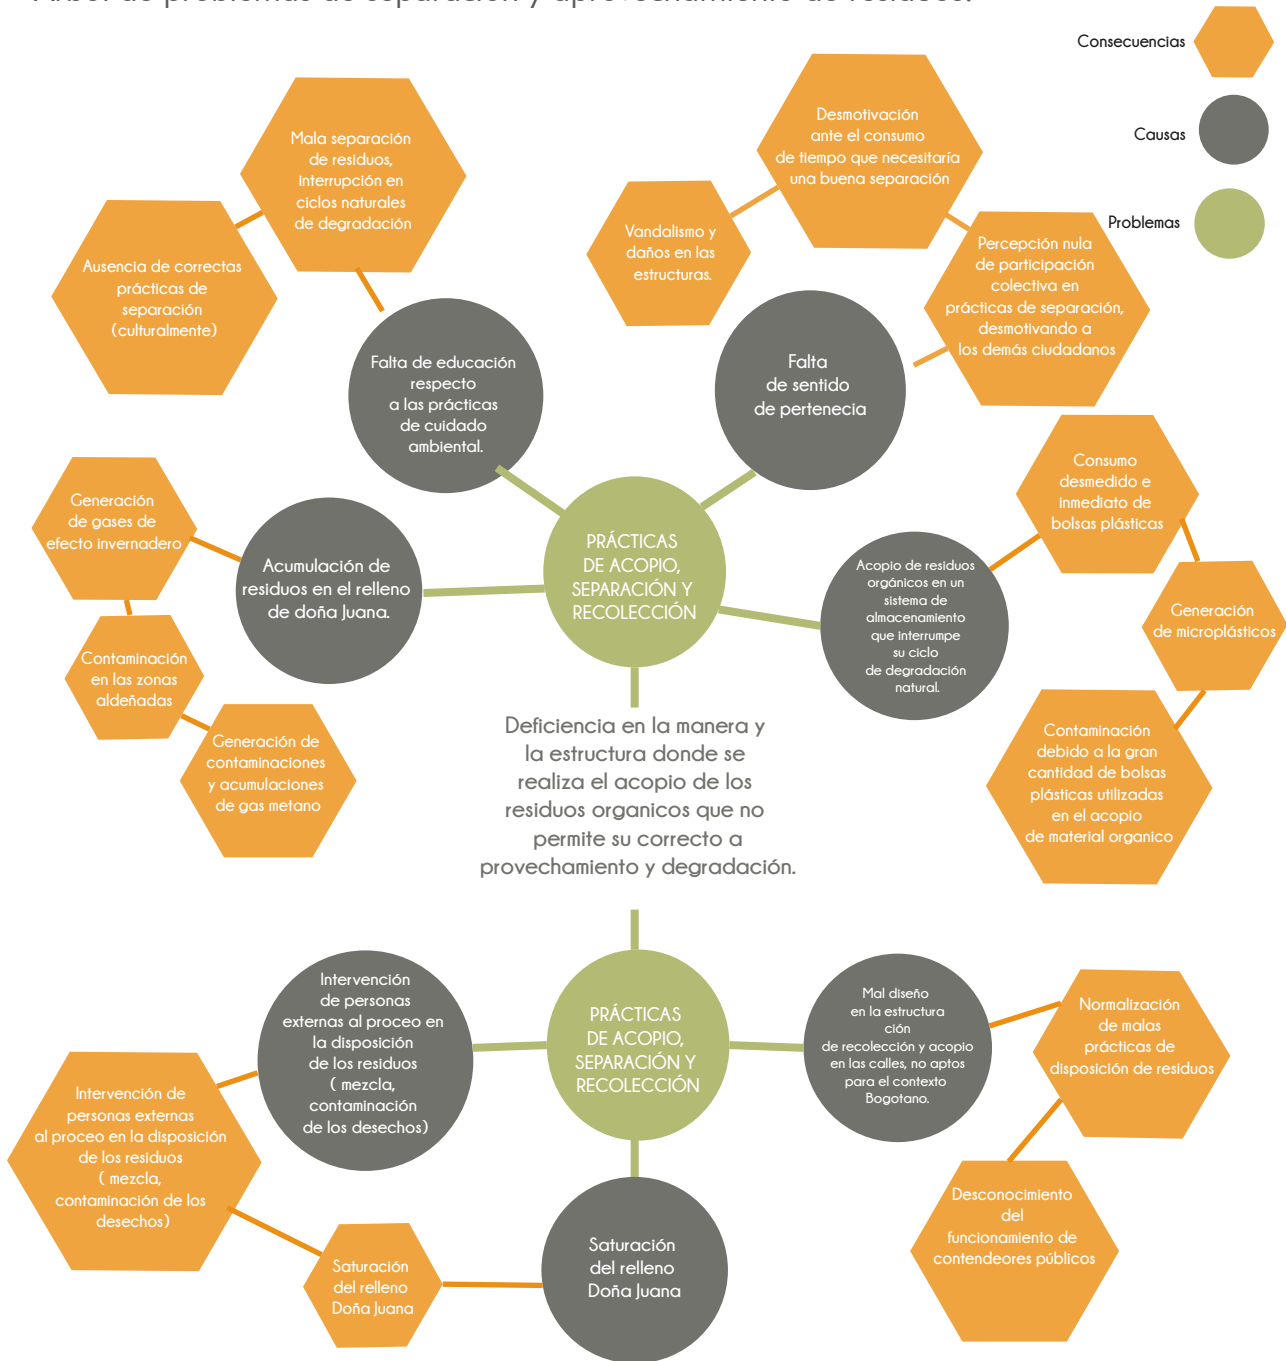 Árbol de problemas de separación y aprovechamiento de residuos.
Consecuencias
Causas
Problemas
Mala separación
de residuos,
interrupción en
ciclos naturales
de degradación
Ausencia de correctas
prácticas de
separación
(culturalmente)
Falta de educación
respecto
a las prácticas
de cuidado
ambiental.
Desmotivación
ante el consumo
de tiempo que necesitaría
una buena separación
Vandalismo y
daños en las
estructuras.
Percepción nula
de participación
colectiva en
prácticas de separación,
desmotivando a
los demás ciudadanos
Falta
de sentido
de pertenecia
Generación
de gases de
efecto invernadero
Contaminación
en las zonas
aldeñadas
Generación de
contaminaciones
y acumulaciones
de gas metano
Acumulación de
residuos en el relleno
de doña Juana.
PRÁCTICAS
DE ACOPIO,
SEPARACIÓN Y
RECOLECCIÓN
Acopio de residuos
orgánicos en un
sistema de
almacenamiento
que interrumpe
su ciclo
de degradación
natural.
Consumo
desmedido e
inmediato de
bolsas plásticas
Generación
de microplásticos
Contaminación
debido a la gran
cantidad de bolsas
plásticas utilizadas
en el acopio
de material organico
Deficiencia en la manera y
la estructura donde se
realiza el acopio de los
residuos organicos que no
permite su correcto a
provechamiento y degradación.
Intervención
de personas
externas al proceo en
la disposición
de los residuos
( mezcla,
contaminación
de los desechos)
PRÁCTICAS
DE ACOPIO,
SEPARACIÓN Y
RECOLECCIÓN
Mal diseño
en la estructura
ción
de recolección y acopio
en las calles, no aptos
para el contexto
Bogotano.
Normalización
de malas
prácticas de
disposición de residuos
Intervención de
personas externas
al proceo en la disposición
de los residuos
( mezcla,
contaminación de los
desechos)
Desconocimiento
del
funcionamiento de
contendeores públicos
Saturación
del relleno
Doña Juana
Saturación
del relleno
Doña Juana